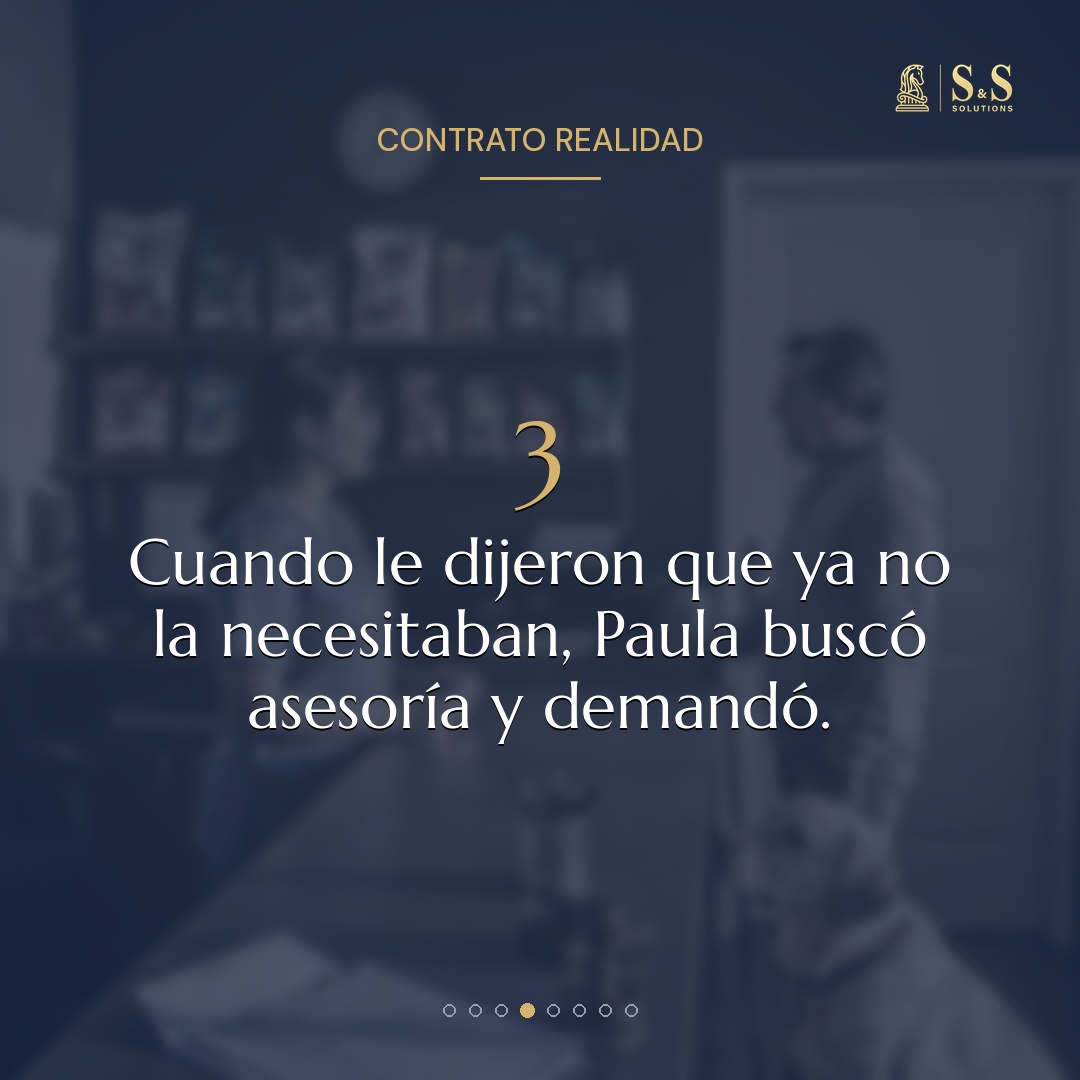 S&S
SOLUTIONS
CONTRATO REALIDAD
3
Cuando le dijeron que ya no
la necesitaban, Paula buscó
asesoría y demandó.